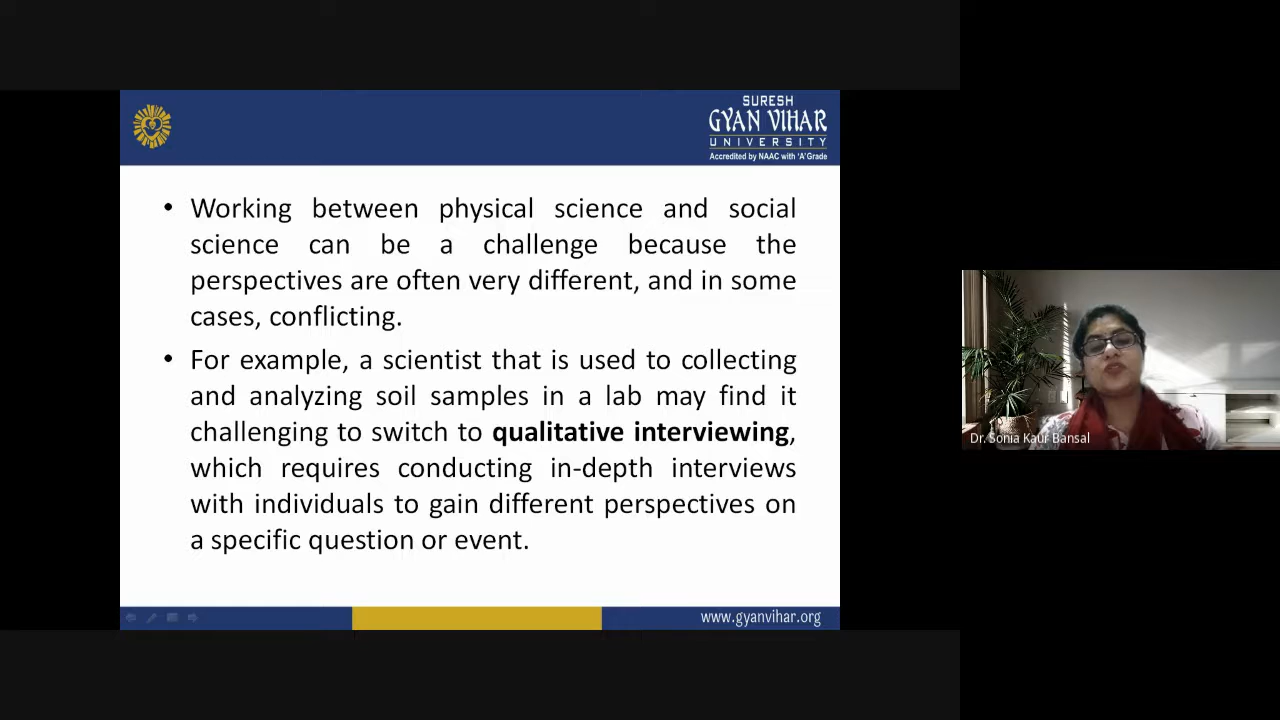 SURESH
GYAN VIHAR
UNIVERSITY
Accredited by NAAC with 'A' Grade
• Working between physical science and social
science can be a challenge because the
perspectives are often very different, and in some
cases, conflicting.
• For example, a scientist that is used to collecting
and analyzing soil samples in a lab may find it
challenging to switch to qualitative interviewing,
which requires conducting in-depth interviews
with individuals to gain different perspectives on
a specific question or event.
www.gyanvihar.org
Dr. Sonia Kaur Bansal